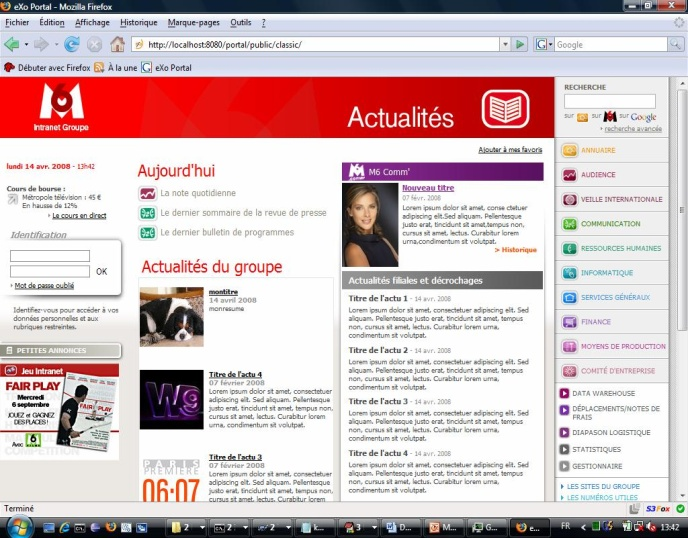 eXo Portal - Mozilla Firefox
Fichier Édition Affichage Historique Marque-pages Outils ?
http://localhost:8080/portal/public/classic/
Google
Débuter avec Firefox À la une eXo Portal
M6
Intranet Groupe
Actualités
RECHERCHE
sur sur M6 sur Google
recherche avancée
Ajouter à mes favoris
lundi 14 avr. 2008 - 13h42
Cours de bourse :
Métropole télévision : 45 €
En hausse de 12%
Le cours en direct
Identification
OK
Mot de passe oublié
Identifiez-vous pour accéder à vos
données personnelles et aux
rubriques restreintes.
PETITES ANNONCES
Jeu Intranet
FAIR PLAY
Mercredi
6 septembre
JOUEZ et GAGNEZ
DES PLACES !
Avec 6
FAIR PLAY
Aujourd'hui
La note quotidienne
Le dernier sommaire de la revue de presse
Le dernier bulletin de programmes
Actualités du groupe
montitre
14 avril 2008
monresume
W9
Titre de l'actu 4
07 février 2008
Lorem ipsum dolor sit amet, consectetuer
adipiscing elit.Sed aliquam. Pellentesque
justo erat, tincidunt sit amet,tempus non,
cursus sit amet, lectus. Curabitur lorem
urna, condimentum sit volutpat.
PARIS
PREMIÈRE
06:07
Titre de l'actu 3
07 février 2008
Lorem ipsum dolor sit amet, consectetuer
adipiscing elit.Sed aliquam. Pellentesque
justo erat, tincidunt sit amet,tempus non,
cursus sit amet, lectus. Curabitur lorem
M6 Comm'
Nouveau titre
07 févr. 2008
Lorem ipsum dolor sit amet, conse ctetuer
adipiscing elit.Sed aliquam. Pellentesque
justo erat, tincidunt sit amet,tempus non,
cursus sit amet, lectus. Curabitur lorem
urna,condimentum sit volutpat.
> Historique
Actualités filiales et décrochages
Titre de l'actu 1 - 14 avr. 2008
Lorem ipsum dolor sit amet, consectetuer adipiscing elit. Sed
aliquam. Pellentesque justo erat, tincidunt sit amet,tempus
non, cursus sit amet, lectus. Curabitur lorem urna,
condimentum sit volutpat.
Titre de l'actu 2 - 14 avr. 2008
Lorem ipsum dolor sit amet, consectetuer adipiscing elit. Sed
aliquam. Pellentesque justo erat, tincidunt sit amet,tempus
non, cursus sit amet, lectus. Curabitur lorem urna,
condimentum sit volutpat.
Titre de l'actu 3 - 14 avr. 2008
Lorem ipsum dolor sit amet, consectetuer adipiscing elit. Sed
aliquam. Pellentesque justo erat, tincidunt sit amet,tempus
non, cursus sit amet, lectus. Curabitur lorem urna,
condimentum sit volutpat.
Titre de l'actu 4 - 14 avr. 2008
Lorem ipsum dolor sit amet, consectetuer adipiscing elit. Sed
aliquam. Pellentesque justo erat, tincidunt sit amet,tempus
non, cursus sit amet, lectus. Curabitur lorem urna,
ANNUAIRE
AUDIENCE
VEILLE INTERNATIONALE
COMMUNICATION
RESSOURCES HUMAINES
INFORMATIQUE
SERVICES GÉNÉRAUX
FINANCE
MOYENS DE PRODUCTION
COMITÉ D'ENTREPRISE
DATA WAREHOUSE
DÉPLACEMENTS/NOTES DE
FRAIS
DIAPASON LOGISTIQUE
STATISTIQUES
GESTIONNAIRE
LES SITES DU GROUPE
LES NUMÉROS UTILES
Terminé
S3Fox
2 2 2 k... 3 D... M... G... e...
FR
13:42